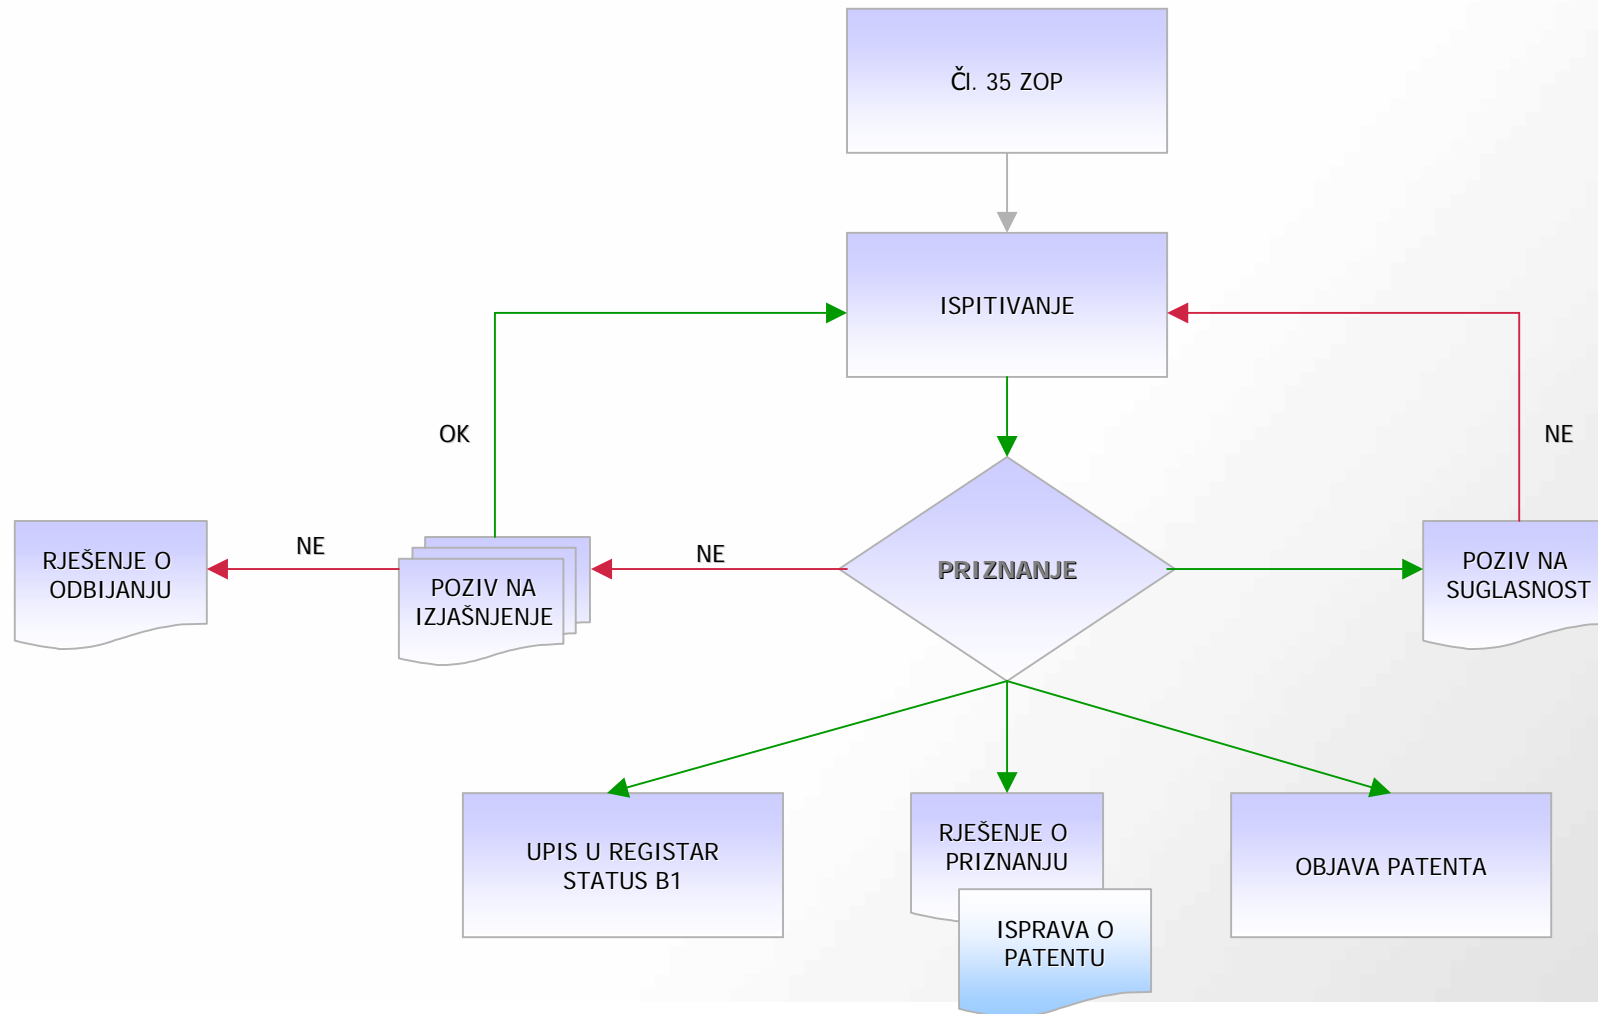 Čl. 35 ZOP
ISPITIVANJE
OK
NE
RJEŠENJE O
ODBIJANJU
NE
POZIV NA
IZJAŠNJENJE
NE
PRIZNANJE
POZIV NA
SUGLASNOST
UPIS U REGISTAR
STATUS B1
RJEŠENJE O
PRIZNANJU
ISPRAVA O
PATENTU
OBJAVA PATENTA